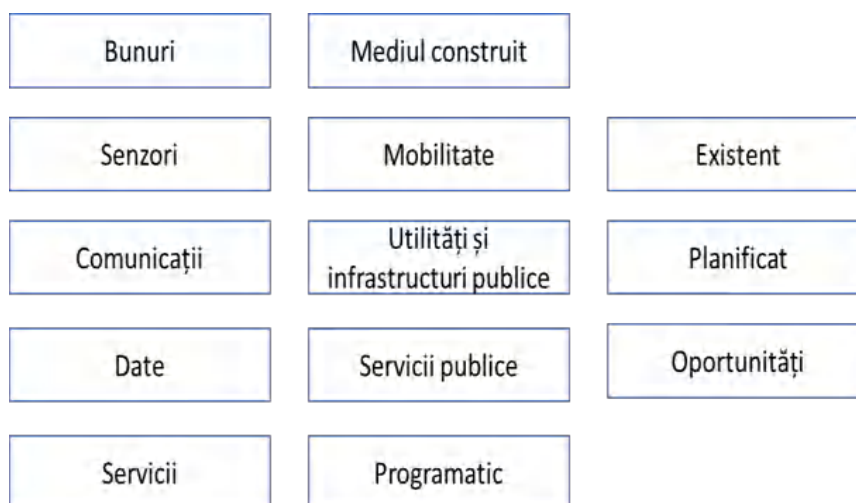 Bunuri
Mediul construit
Senzori
Mobilitate
Existent
Comunicații
Utilități și
infrastructuri publice
Planificat
Date
Servicii publice
Oportunități
Servicii
Programatic